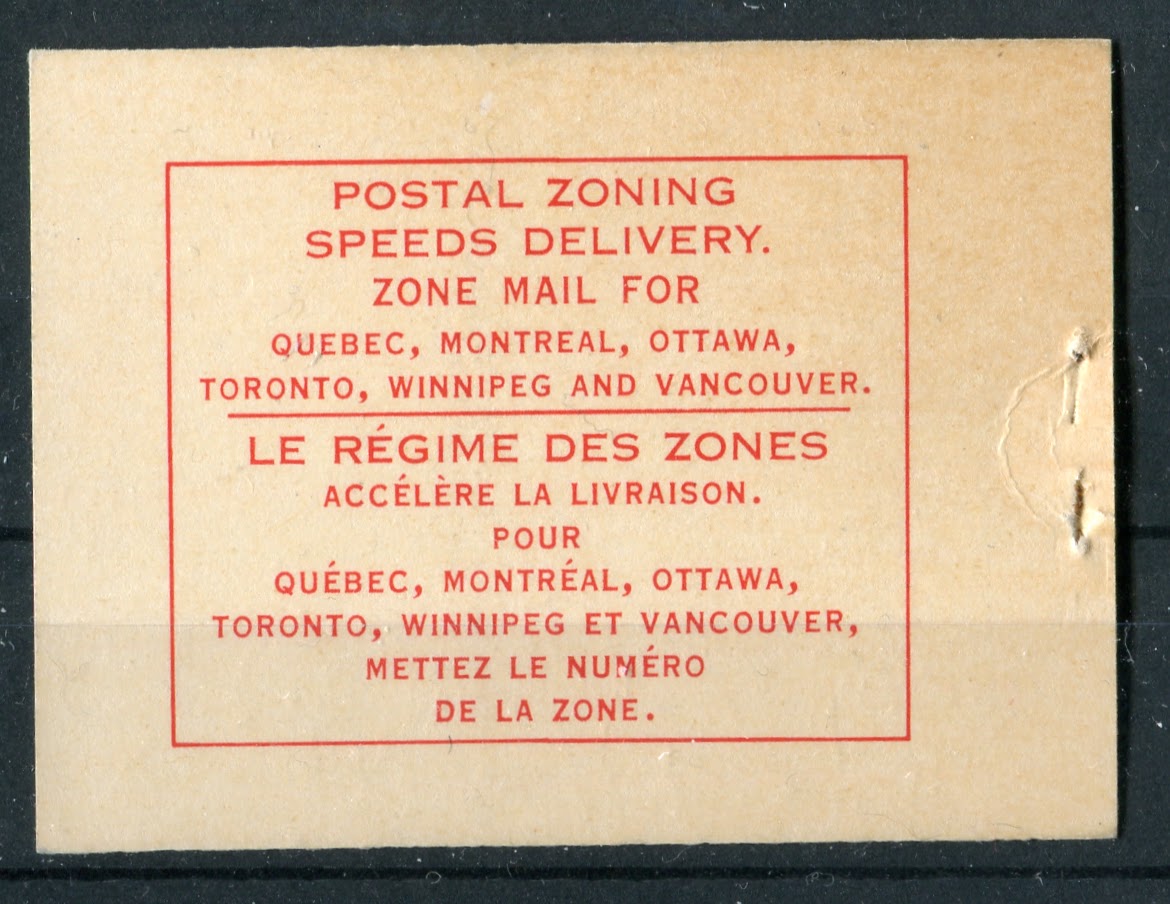 POSTAL ZONING
SPEEDS DELIVERY.
ZONE MAIL FOR
QUEBEC, MONTREAL, OTTAWA,
TORONTO, WINNIPEG AND VANCOUVER.
LE RÉGIME DES ZONES
ACCÉLÈRE LA LIVRAISON.
POUR
QUÉBEC, MONTRÉAL, OTTAWA,
TORONTO, WINNIPEG ET VANCOUVER,
METTEZ LE NUMÉRO
DE LA ZONE.